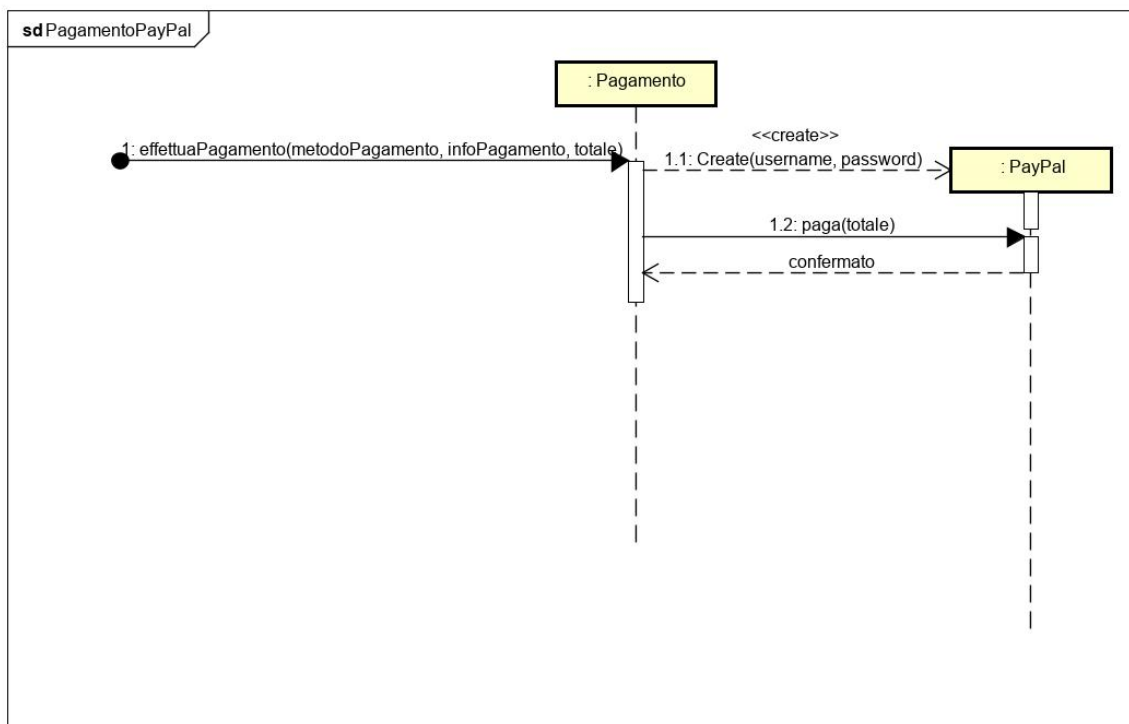 sd PagamentoPayPal
: Pagamento
<<create>>
1: effettuaPagamento(metodoPagamento, infoPagamento, totale)
1.1: Create(username, password)
: PayPal
1.2: paga(totale)
confermato